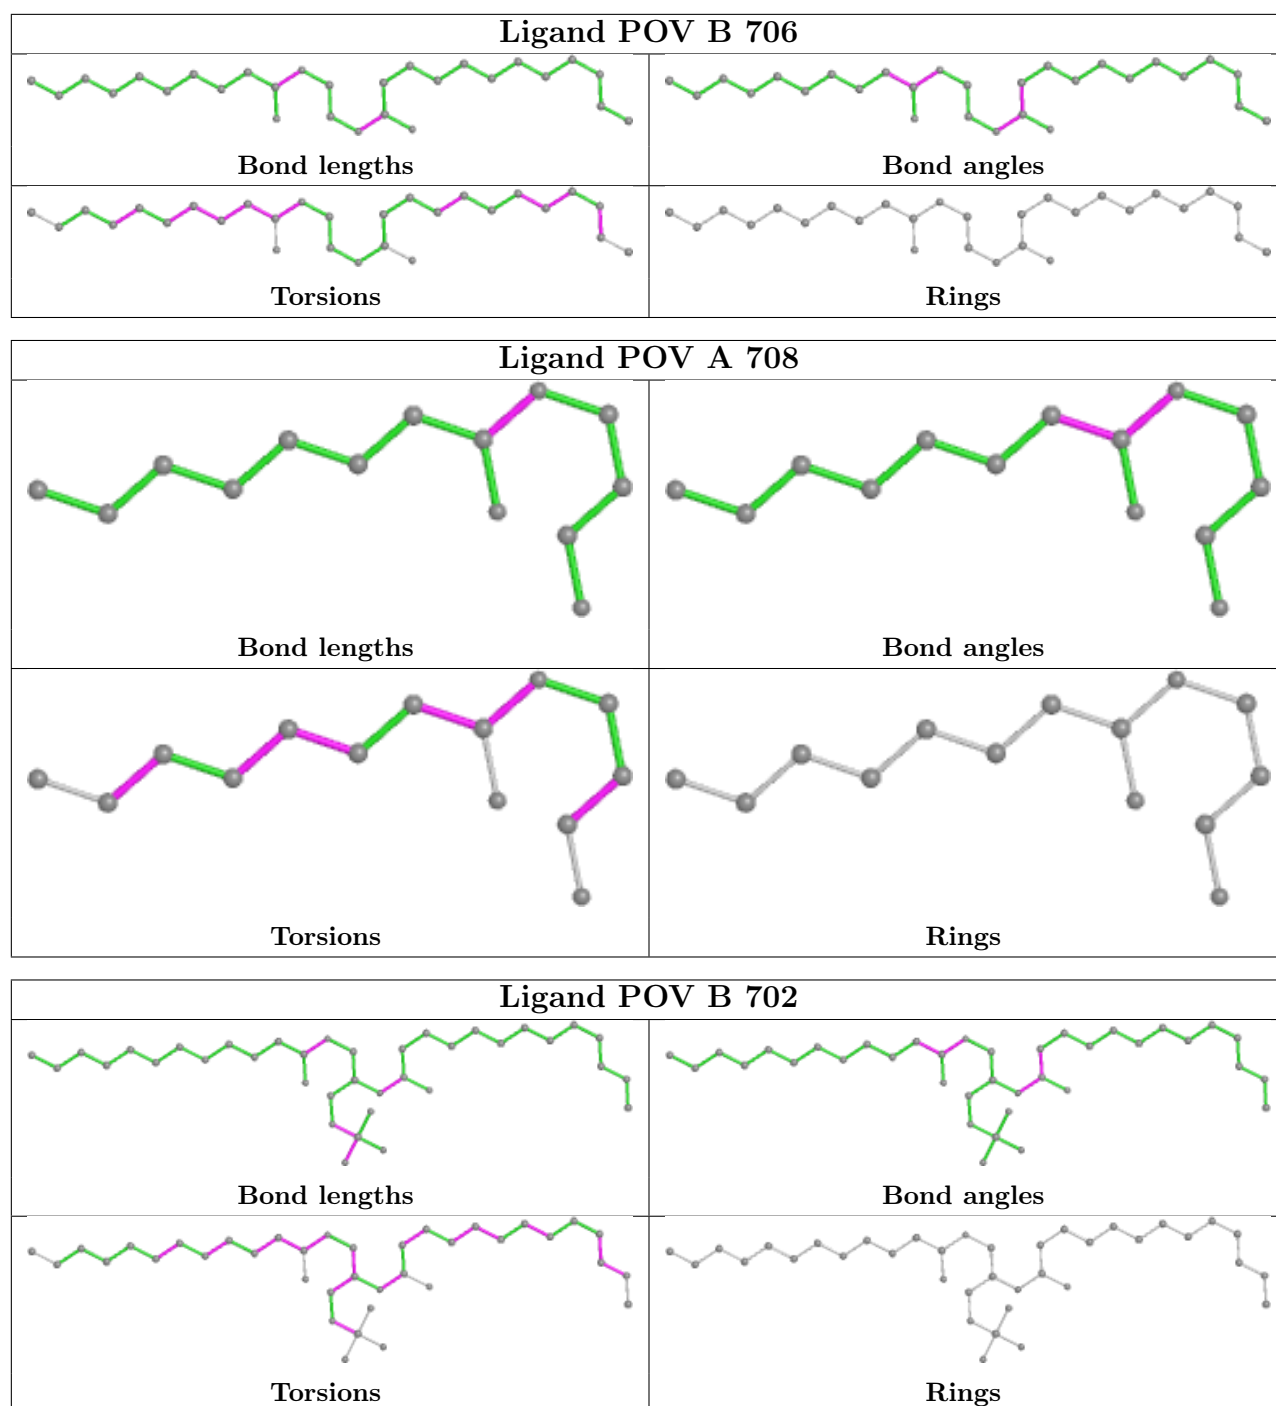 Ligand POV B 706
Bond lengths
Bond angles
Torsions
Rings
Ligand POV A 708
Bond lengths
Bond angles
Torsions
Rings
Ligand POV B 702
Bond lengths
Bond angles
Torsions
Rings